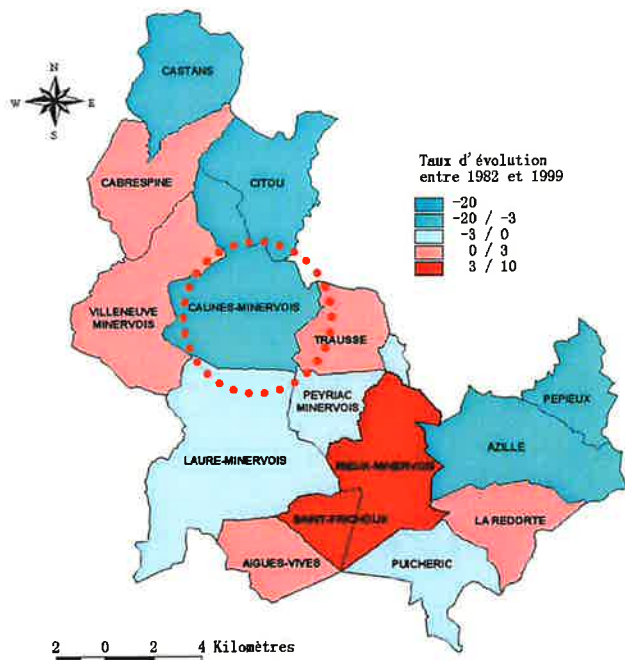 CASTANS
N
W E
S
CABRESPINE
CITOU
Taux d'évolution
entre 1982 et 1999
-20
-20 / -3
-3 / 0
0 / 3
3 / 10
VILLENEUVE
MINERVOIS
CAUNES-MINERVOIS
TRAUSSE
PEYRIAC
MINERVOIS
PEPIEUX
AZILLE
LAURE-MINERVOIS
RIEUX-MINERVOIS
SAINT-FRICHOUX
LA REDORTE
AIGUES-VIVES
PUICHERIC
2 0 2 4 Kilomètres